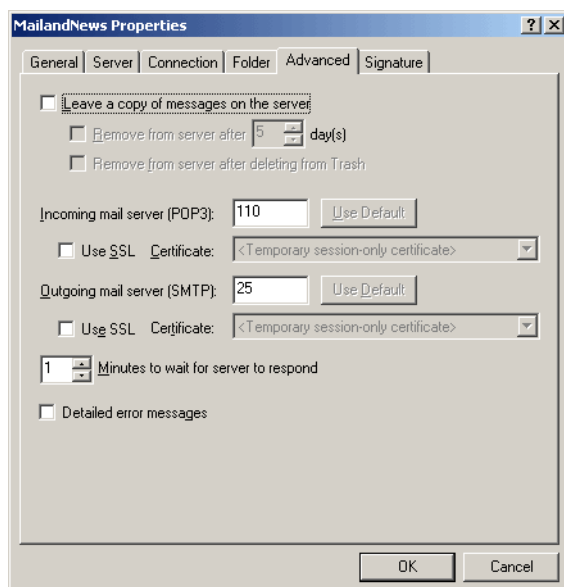 MailandNews Properties
General Server Connection Folder Advanced Signature
Leave a copy of messages on the server
Remove from server after 5 day(s)
Remove from server after deleting from Trash
Incoming mail server (POP3): 110 Use Default
Use SSL Certificate: <Temporary session-only certificate>
Outgoing mail server (SMTP): 25 Use Default
Use SSL Certificate: <Temporary session-only certificate>
1 Minutes to wait for server to respond
Detailed error messages
OK Cancel